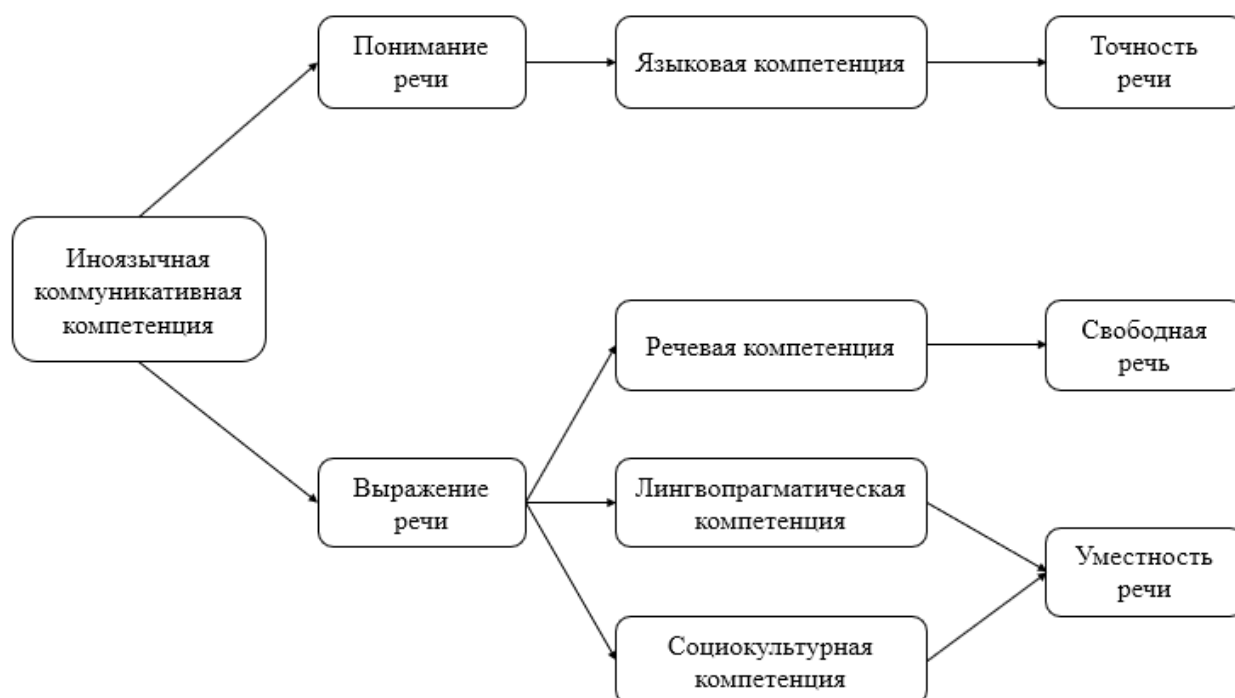 Понимание
речи
Языковая компетенция
Точность
речи
Иноязычная
коммуникативная
компетенция
Речевая компетенция
Свободная
речь
Выражение
речи
Лингвопрагматическая
компетенция
Уместность
речи
Социокультурная
компетенция